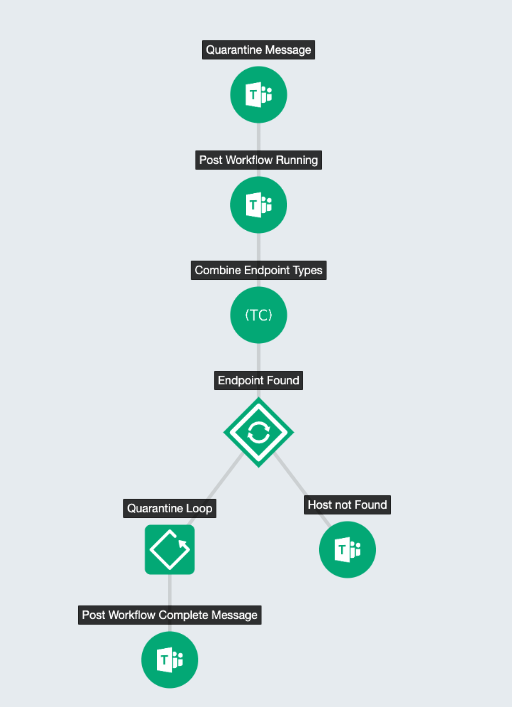 Quarantine Message
T
Post Workflow Running
T
Combine Endpoint Types
(TC)
Endpoint Found
Quarantine Loop
Host not Found
T
Post Workflow Complete Message
T